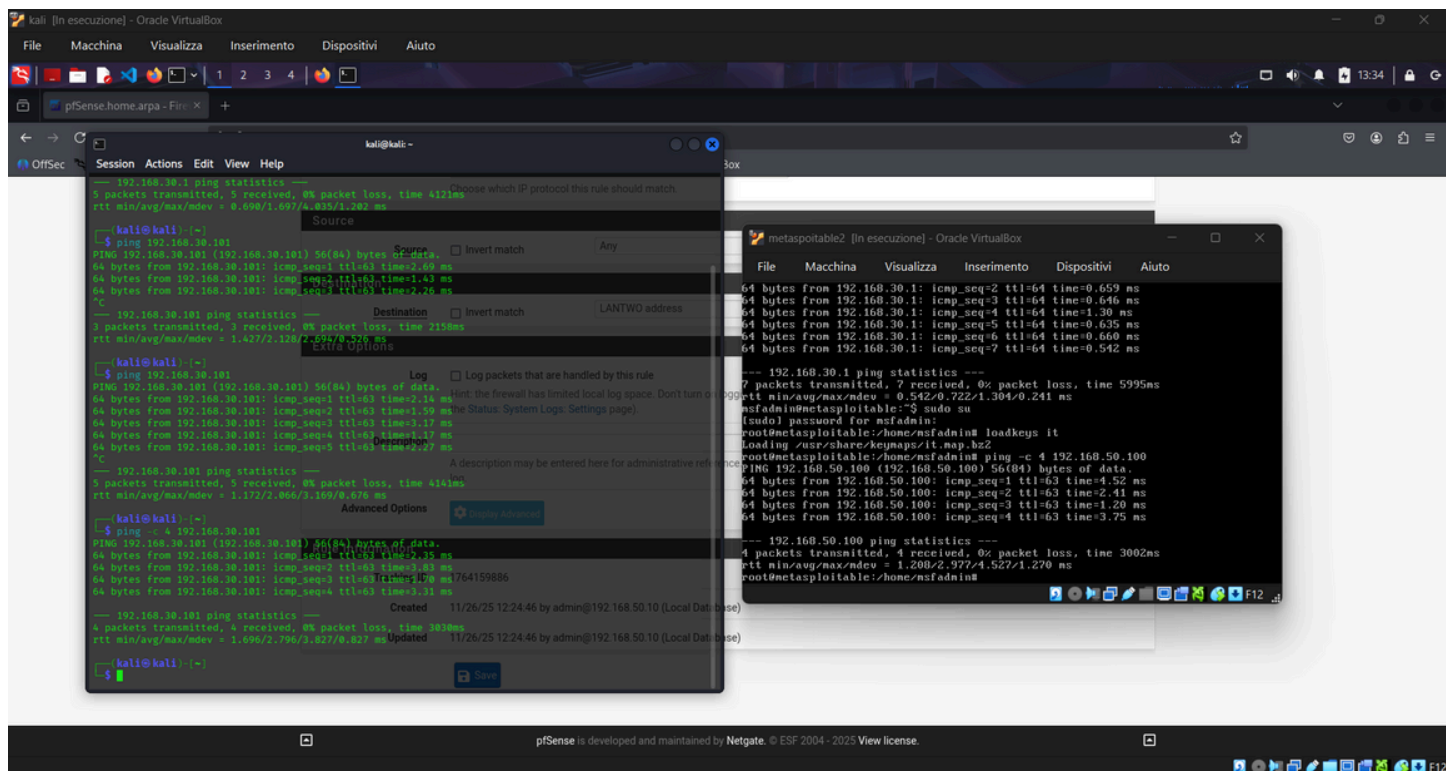 kali [In esecuzione] - Oracle VirtualBox
File Macchina Visualizza Inserimento Dispositivi Aiuto
1 2 3 4
13:34
pfSense.home.arpa - Fire
OffSec
Box
kali@kali: ~
Session Actions Edit View Help
— 192.168.30.1 ping statistics —
5 packets transmitted, 5 received, 0% packet loss, time 4121ms
rtt min/avg/max/mdev = 0.690/1.697/4.035/1.202 ms
(kali㉿kali)-[~]
$ ping 192.168.30.101
PING 192.168.30.101 (192.168.30.101) 56(84) bytes of data.
64 bytes from 192.168.30.101: icmp_seq=1 ttl=63 time=2.69 ms
64 bytes from 192.168.30.101: icmp_seq=2 ttl=63 time=1.43 ms
64 bytes from 192.168.30.101: icmp_seq=3 ttl=63 time=2.26 ms
^C
— 192.168.30.101 ping statistics —
3 packets transmitted, 3 received, 0% packet loss, time 2158ms
rtt min/avg/max/mdev = 1.427/2.128/2.694/0.526 ms
(kali㉿kali)-[~]
$ ping 192.168.30.101
PING 192.168.30.101 (192.168.30.101) 56(84) bytes of data.
64 bytes from 192.168.30.101: icmp_seq=1 ttl=63 time=2.14 ms
64 bytes from 192.168.30.101: icmp_seq=2 ttl=63 time=1.59 ms
64 bytes from 192.168.30.101: icmp_seq=3 ttl=63 time=3.17 ms
64 bytes from 192.168.30.101: icmp_seq=4 ttl=63 time=1.17 ms
64 bytes from 192.168.30.101: icmp_seq=5 ttl=63 time=2.27 ms
^C
— 192.168.30.101 ping statistics —
5 packets transmitted, 5 received, 0% packet loss, time 4141ms
rtt min/avg/max/mdev = 1.172/2.066/3.169/0.676 ms
(kali㉿kali)-[~]
$ ping -c 4 192.168.30.101
PING 192.168.30.101 (192.168.30.101) 56(84) bytes of data.
64 bytes from 192.168.30.101: icmp_seq=1 ttl=63 time=2.35 ms
64 bytes from 192.168.30.101: icmp_seq=2 ttl=63 time=3.83 ms
64 bytes from 192.168.30.101: icmp_seq=3 ttl=63 time=1.70 ms
64 bytes from 192.168.30.101: icmp_seq=4 ttl=63 time=3.31 ms
— 192.168.30.101 ping statistics —
4 packets transmitted, 4 received, 0% packet loss, time 3030ms
rtt min/avg/max/mdev = 1.696/2.796/3.827/0.827 ms
(kali㉿kali)-[~]
$
Choose which IP protocol this rule should match.
Source
Source Invert match Any
Destination Invert match LANTWO address
Extra Options
Log Log packets that are handled by this rule
Hint: the firewall has limited local log space. Don't turn on
the Status: System Logs: Settings page).
A description may be entered here for administrative reference.
Advanced Options Display Advanced
1764159886
Created 11/26/25 12:24:46 by admin@192.168.50.10 (Local Database)
Updated 11/26/25 12:24:46 by admin@192.168.50.10 (Local Database)
Save
metaspoitable2 [In esecuzione] - Oracle VirtualBox
File Macchina Visualizza Inserimento Dispositivi Aiuto
64 bytes from 192.168.30.1: icmp_seq=2 ttl=64 time=0.659 ms
64 bytes from 192.168.30.1: icmp_seq=3 ttl=64 time=0.646 ms
64 bytes from 192.168.30.1: icmp_seq=4 ttl=64 time=1.30 ms
64 bytes from 192.168.30.1: icmp_seq=5 ttl=64 time=0.635 ms
64 bytes from 192.168.30.1: icmp_seq=6 ttl=64 time=0.660 ms
64 bytes from 192.168.30.1: icmp_seq=7 ttl=64 time=0.542 ms
--- 192.168.30.1 ping statistics ---
7 packets transmitted, 7 received, 0% packet loss, time 5995ms
rtt min/avg/max/mdev = 0.542/0.722/1.304/0.241 ms
msfadmin@metasploitable:~$ sudo su
[sudo] password for msfadmin:
root@metasploitable:/home/msfadmin# loadkeys it
Loading /usr/share/keymaps/it.map.bz2
root@metasploitable:/home/msfadmin# ping -c 4 192.168.50.100
PING 192.168.50.100 (192.168.50.100) 56(84) bytes of data.
64 bytes from 192.168.50.100: icmp_seq=1 ttl=63 time=4.52 ms
64 bytes from 192.168.50.100: icmp_seq=2 ttl=63 time=2.41 ms
64 bytes from 192.168.50.100: icmp_seq=3 ttl=63 time=1.20 ms
64 bytes from 192.168.50.100: icmp_seq=4 ttl=63 time=3.75 ms
--- 192.168.50.100 ping statistics ---
4 packets transmitted, 4 received, 0% packet loss, time 3002ms
rtt min/avg/max/mdev = 1.208/2.977/4.527/1.270 ms
root@metasploitable:/home/msfadmin#
F12
pfSense is developed and maintained by Netgate. © ESF 2004 - 2025 View license.
F12